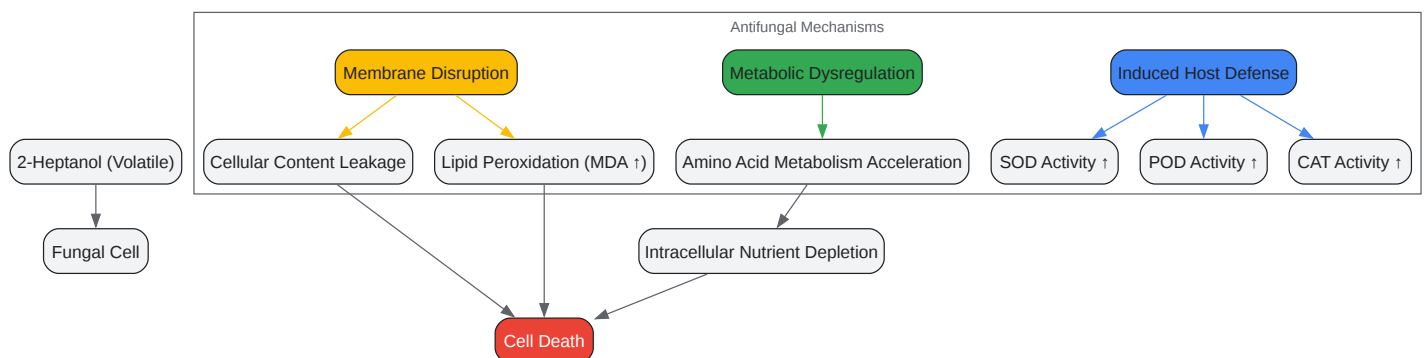 Antifungal Mechanisms
Membrane Disruption
Metabolic Dysregulation
Induced Host Defense
2-Heptanol (Volatile)
Cellular Content Leakage
Lipid Peroxidation (MDA ↑)
Amino Acid Metabolism Acceleration
SOD Activity ↑
POD Activity ↑
CAT Activity ↑
Fungal Cell
Intracellular Nutrient Depletion
Cell Death